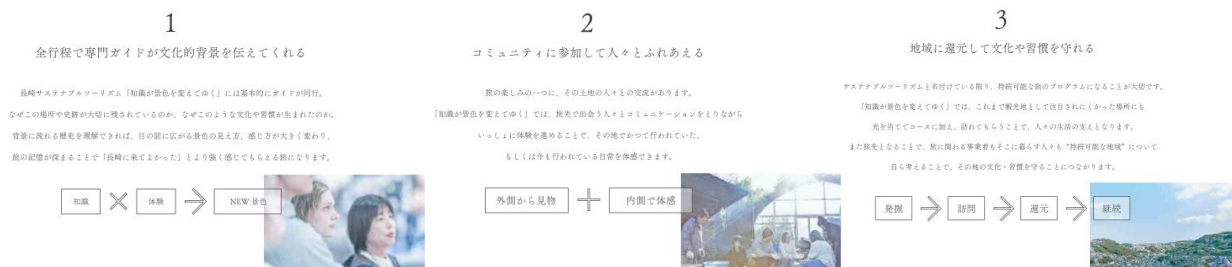 1
全行程で専門ガイドが文化的背景を伝えてくれる
長崎サステナブルツーリズム「知識が景色を変えてゆく」には基本的にガイドが同行。
なぜこの場所や史跡が大切に残されているのか、なぜこのような文化や習慣が生まれたのか。
背景に流れる歴史を理解できれば、目の前に広がる景色の見え方、感じ方が大きく変わり、
旅の記憶が深まることで「長崎に来てよかった」とより強く感じてもらえる旅になります。
知識
体験
NEW 景色
2
コミュニティに参加して人々とふれあえる
旅の楽しみの一つに、その土地の人々との交流があります。
「知識が景色を変えてゆく」では、旅先で出会う人々とコミュニケーションをとりながら
いっしょに体験を進めることで、その地でかつて行われていた、
もしくは今も行われている日常を体感できます。
外側から見物
内側で体感
3
地域に還元して文化や習慣を守れる
サステナブルツーリズムと名付けている限り、持続可能な旅のプログラムになることが大切です。
「知識が景色を変えてゆく」では、これまで観光地として注目されにくかった場所にも
光を当ててコースに加え、訪れてもらうことで、人々の生活の支えとなります。
また旅先となることで、旅に関わる事業者もそこに暮らす人々も “持続可能な地域” について
自ら考えることで、その地の文化・習慣を守ることにつながります。
発掘
訪問
還元
継続